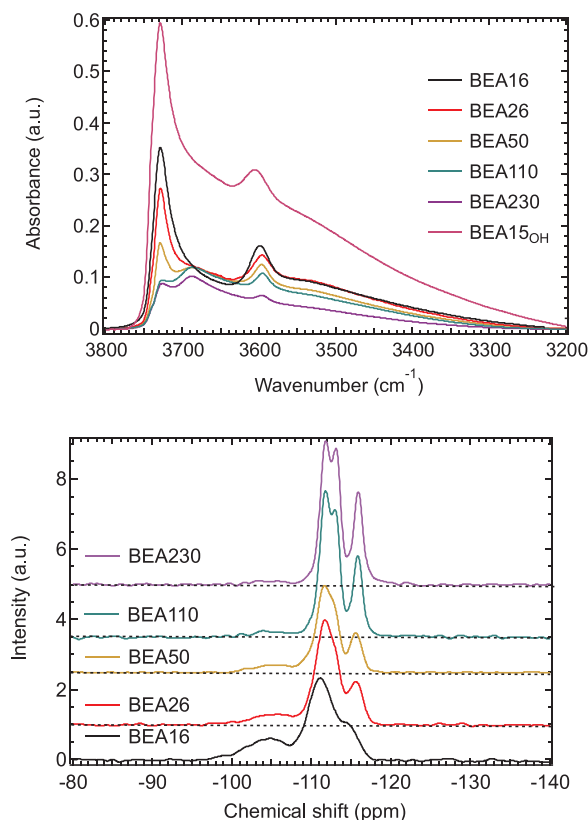 0.6
0.5
0.4
0.3
0.2
0.1
0
Absorbance (a.u.)
BEA16
BEA26
BEA50
BEA110
BEA230
BEA15OH
3800 3700 3600 3500 3400 3300 3200
Wavenumber (cm-1)
8
6
4
2
0
Intensity (a.u.)
BEA230
BEA110
BEA50
BEA26
BEA16
-80 -90 -100 -110 -120 -130 -140
Chemical shift (ppm)